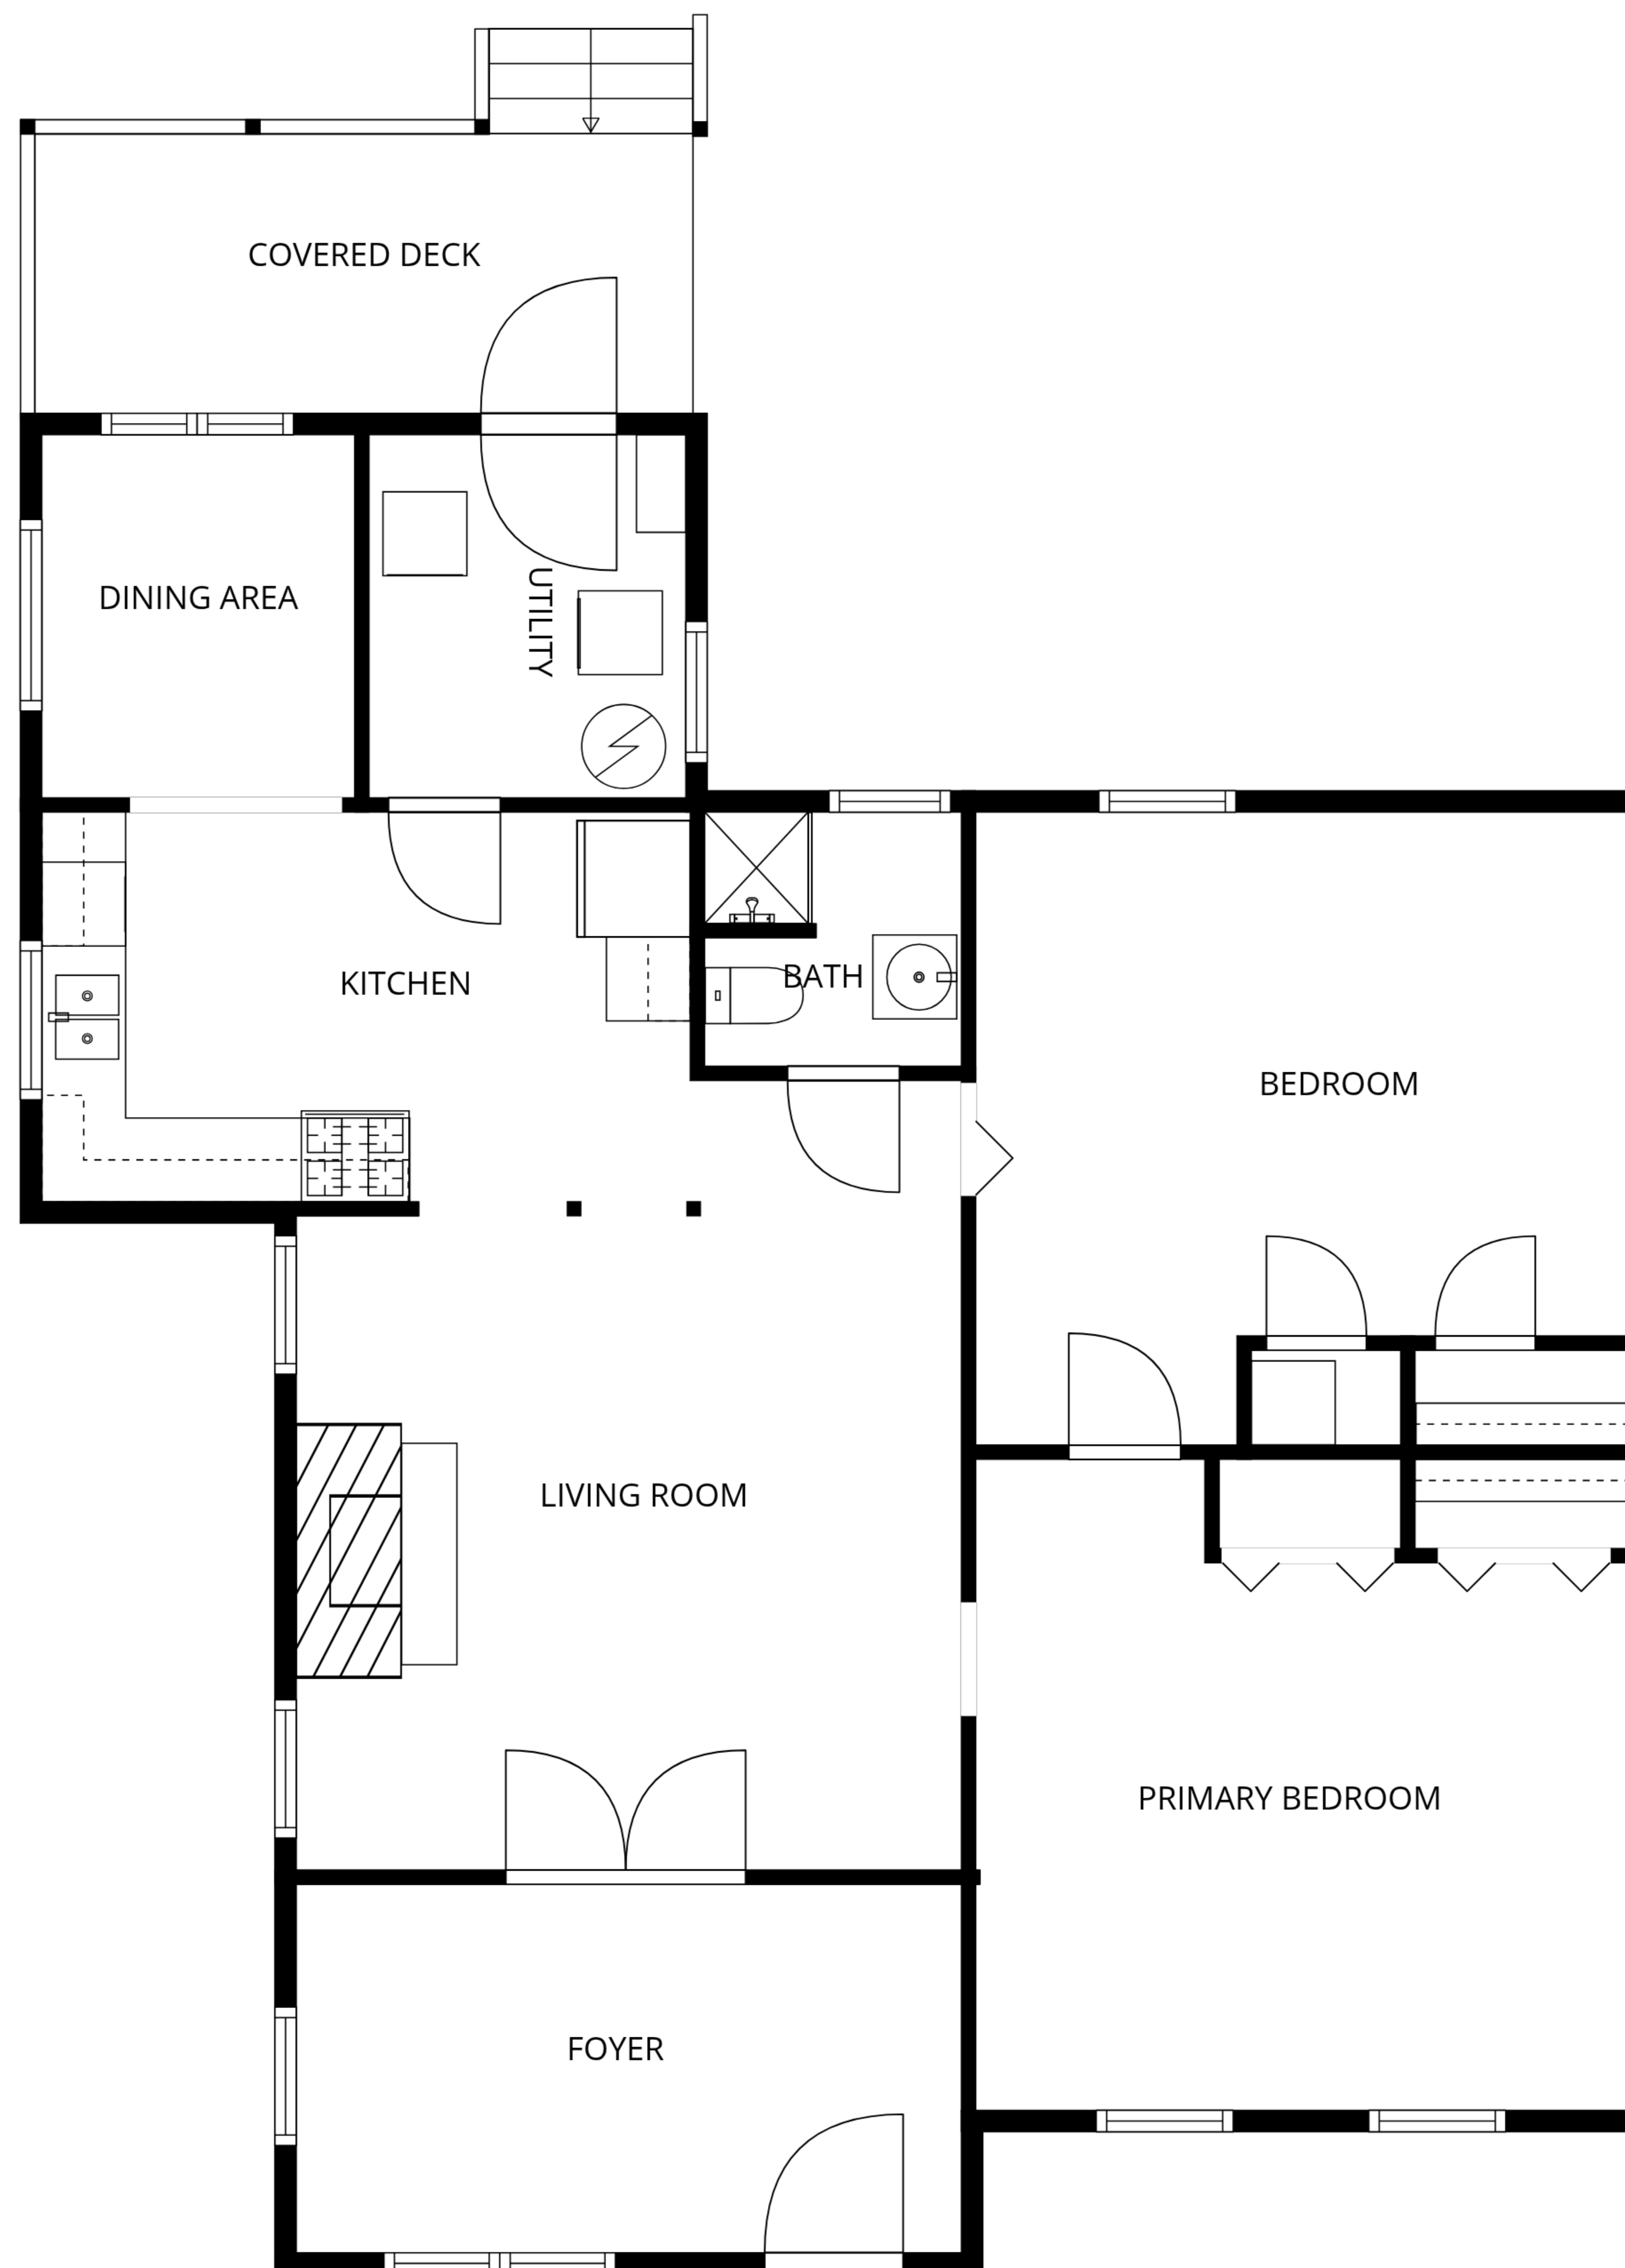 COVERED DECK
DINING AREA
UTILITY
KITCHEN
BATH
BEDROOM
LIVING ROOM
PRIMARY BEDROOM
FOYER